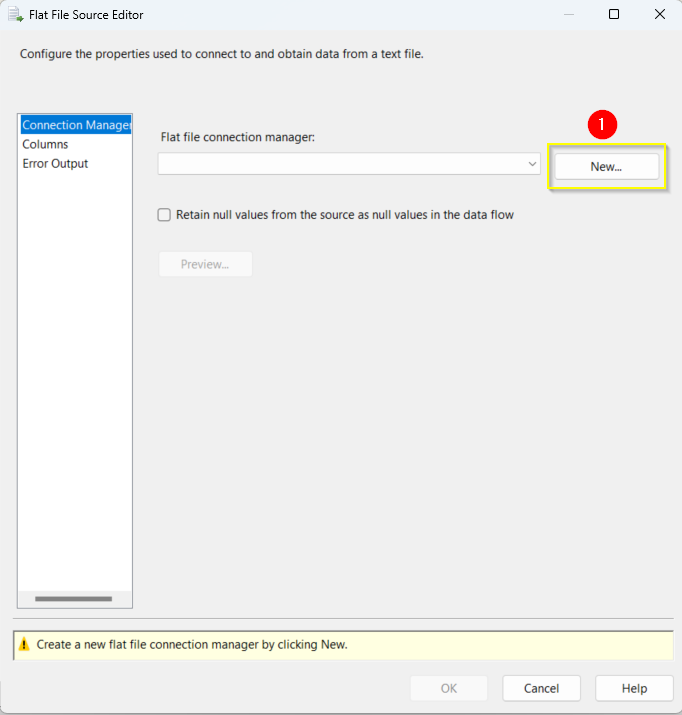 Flat File Source Editor
Configure the properties used to connect to and obtain data from a text file.
Connection Manager
Columns
Error Output
Flat file connection manager:
1
New...
Retain null values from the source as null values in the data flow
Preview...
Create a new flat file connection manager by clicking New.
OK
Cancel
Help